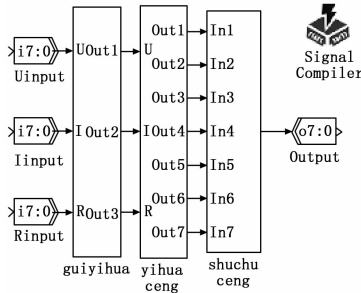 Out1
In1
i7:0
UOut1
U
Uinput
Out2
In2
Signal
Compiler
Out3
In3
i7:0
IOut2
IOut4
In4
o7:0
Iinput
Output
Out5
In5
i7:0
ROut3
Out6
R
In6
Rinput
Out7
In7
guiyihua
yihua
ceng
shuchu
ceng